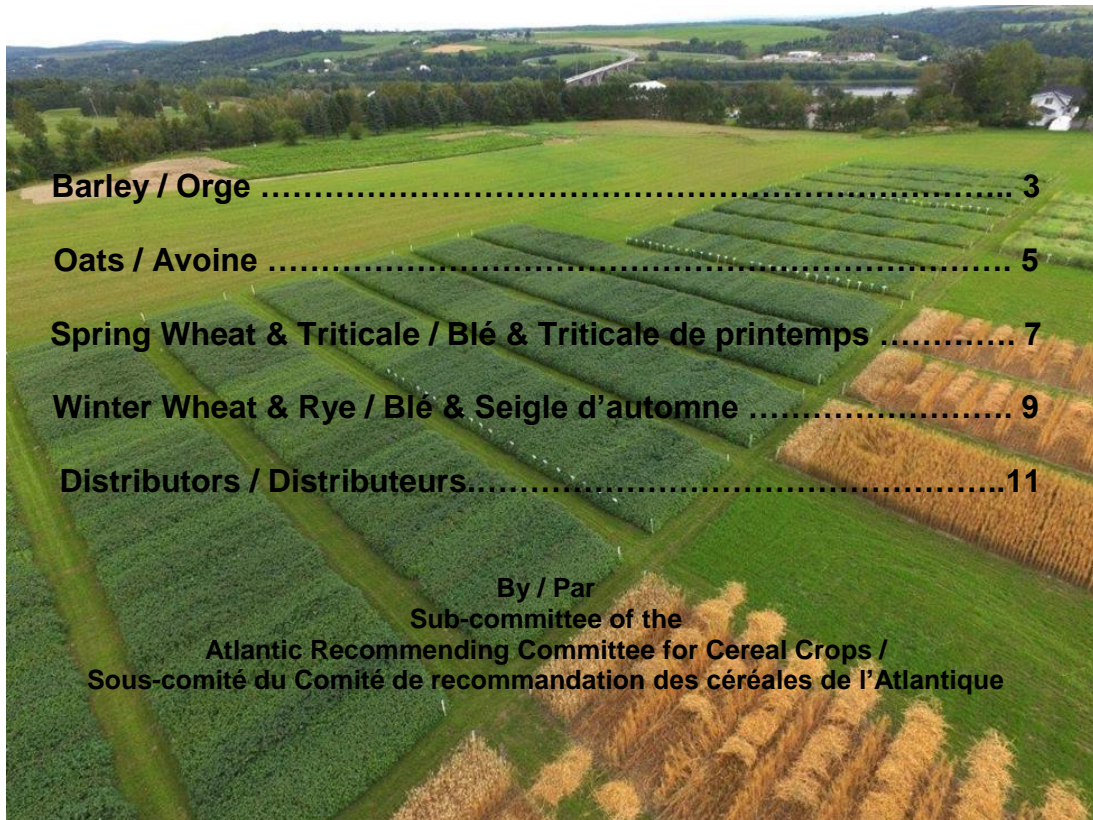 Barley / Orge ………………………………………………………………….. 3
Oats / Avoine …………………………………………………………………. 5
Spring Wheat & Triticale / Blé & Triticale de printemps …………. 7
Winter Wheat & Rye / Blé & Seigle d’automne ……………………. 9
Distributors / Distributeurs.………………………………………………..11
By / Par
Sub-committee of the
Atlantic Recommending Committee for Cereal Crops /
Sous-comité du Comité de recommandation des céréales de l’Atlantique